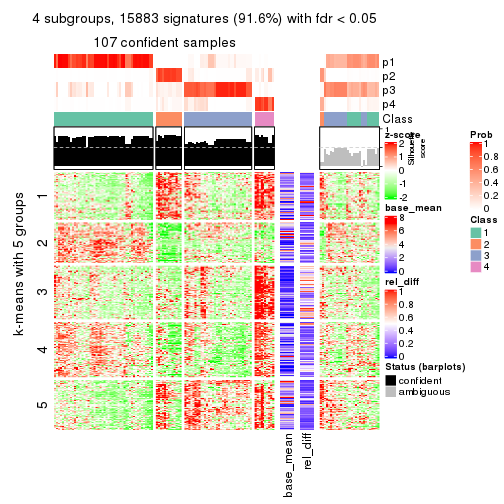 4 subgroups, 15883 signatures (91.6%) with fdr < 0.05
107 confident samples
p1
p2
p3
p4
Class
1
Silhouette
score
k-means with 5 groups
1
2
3
4
5
base_mean
rel_diff
z-score
2
1
0
-1
-2
base_mean
8
6
4
2
0
rel_diff
1
0.8
0.6
0.4
0.2
0
Status (barplots)
confident
ambiguous
Prob
1
0.8
0.6
0.4
0.2
0
Class
1
2
3
4